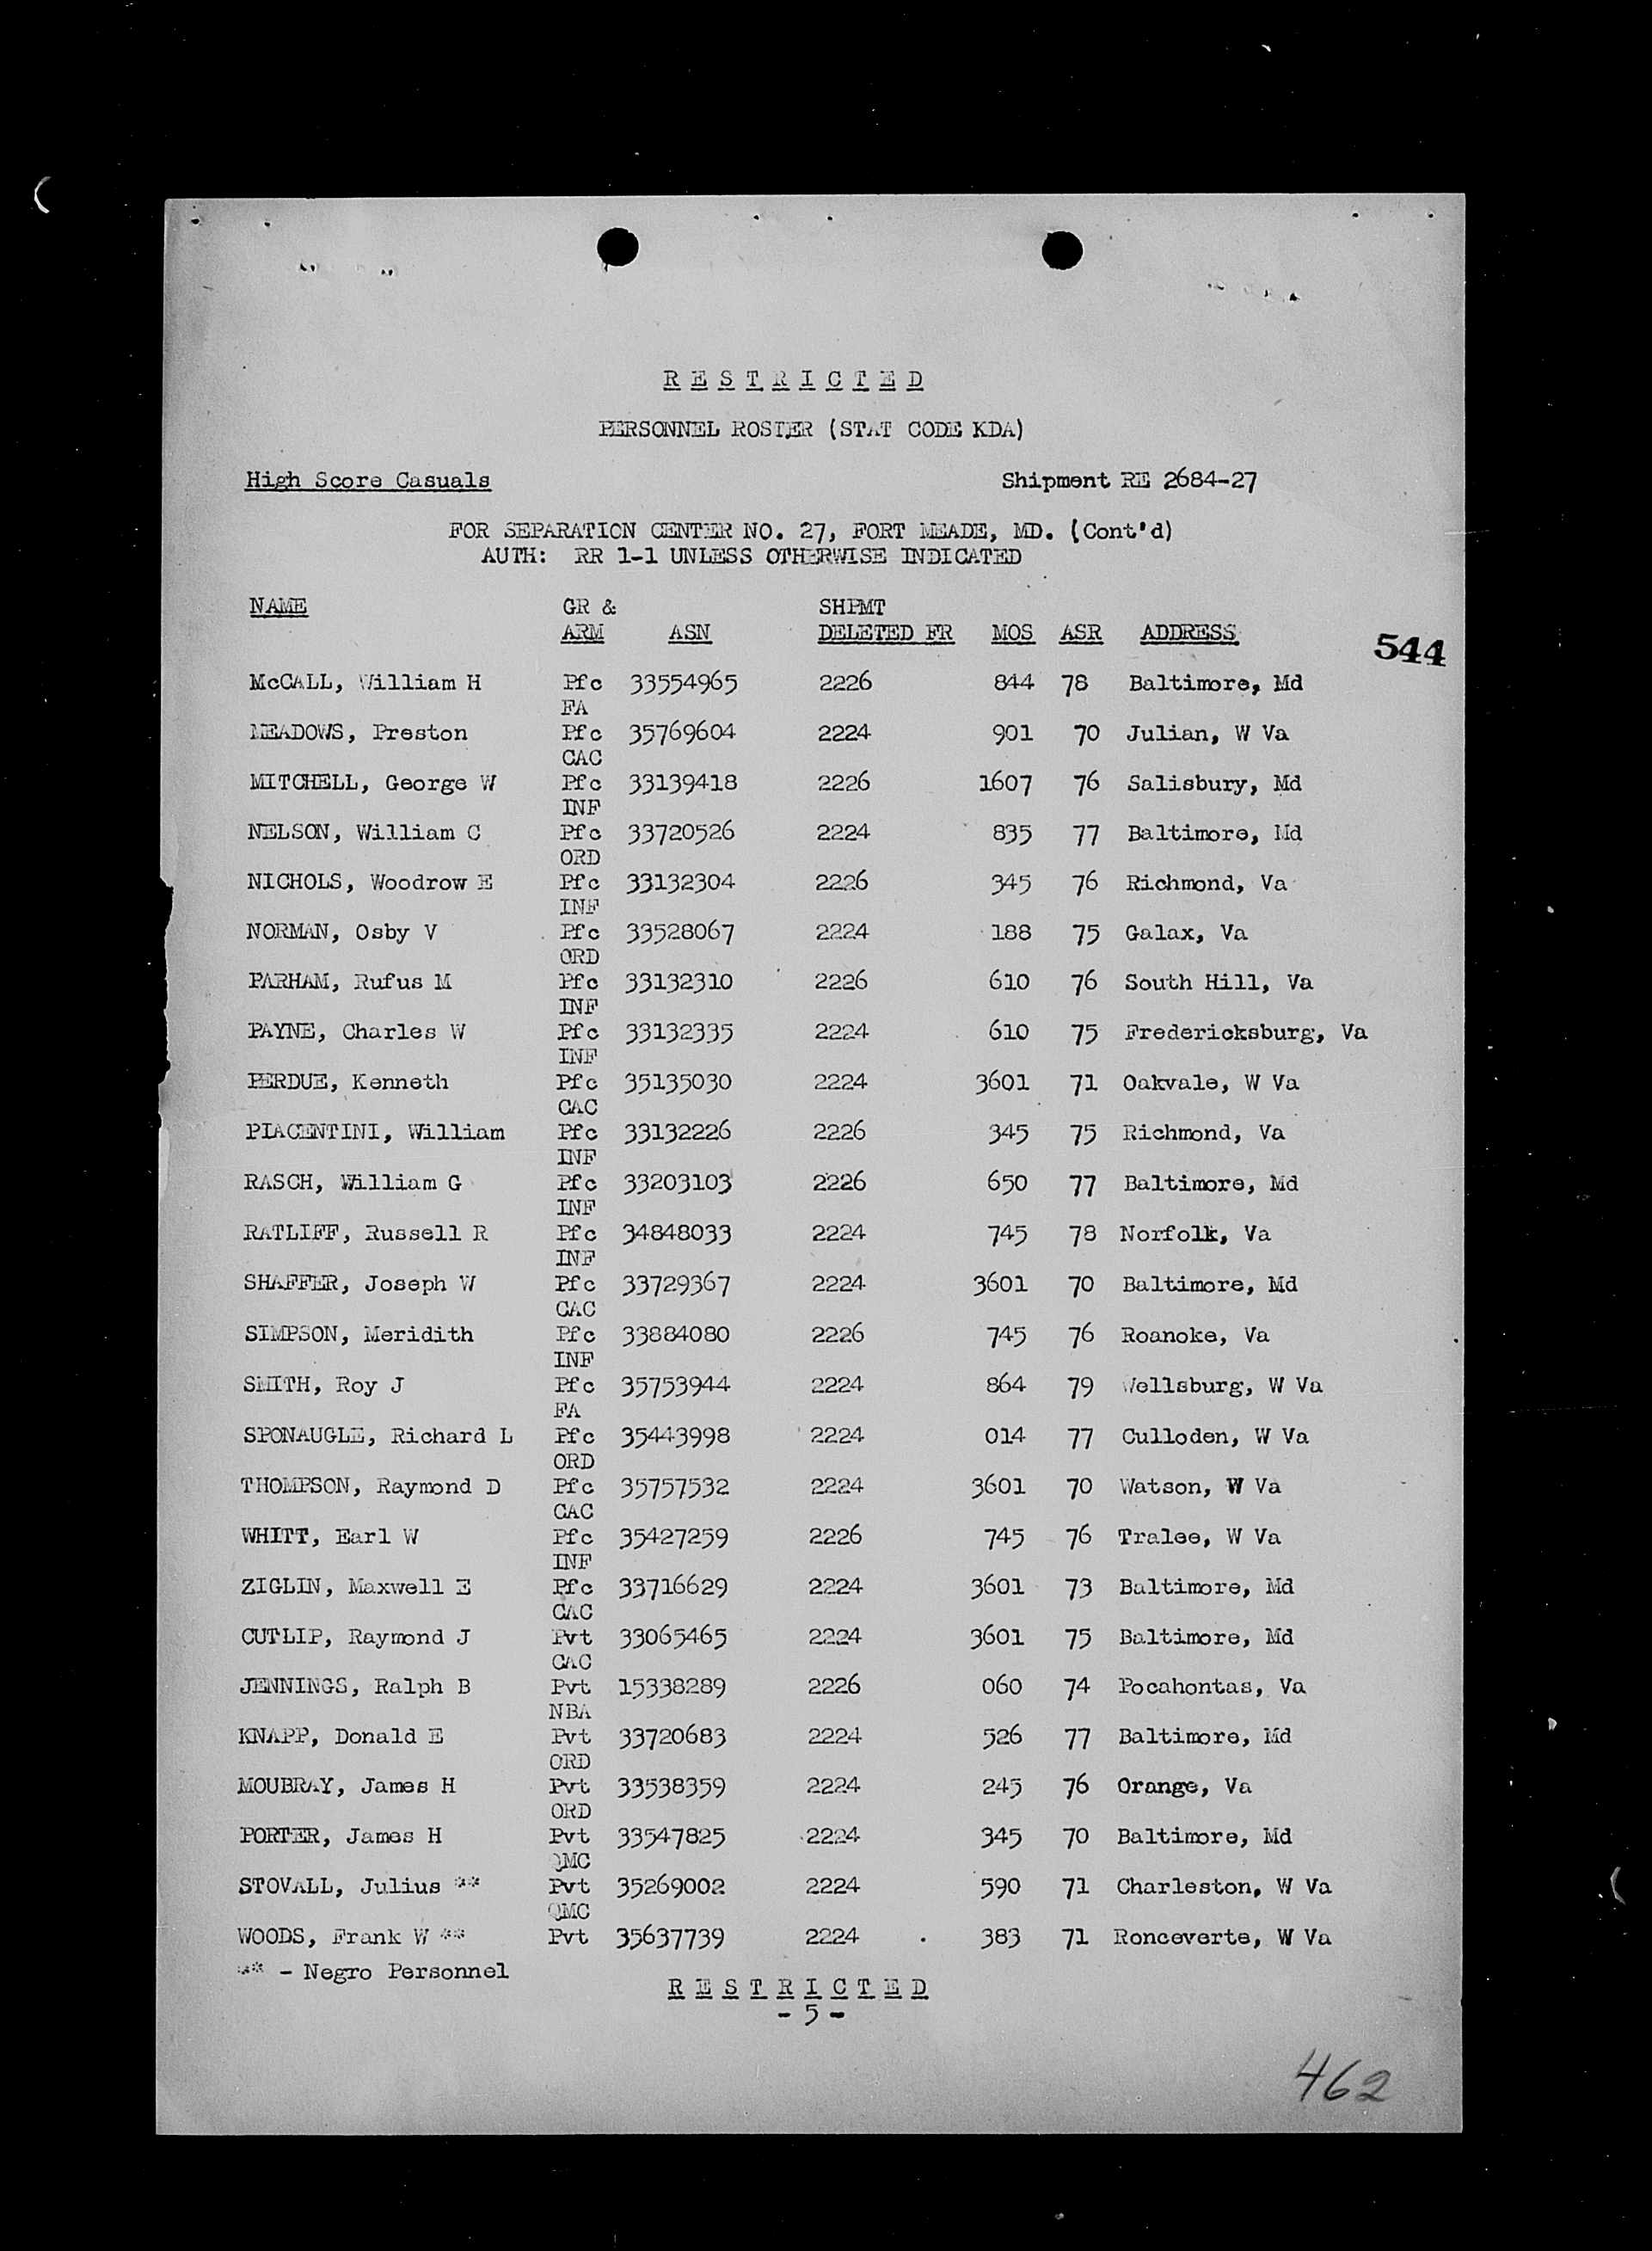 RESTRICTED
PERSONNEL ROSTER (STAT CODE KDA)
High Score Casuals Shipment RE 2684-27
FOR SEPARATION CENTER NO. 27, FORT MEADE, MD. (Cont'd)
AUTH: RR 1-1 UNLESS OTHERWISE INDICATED
NAME GR & SHPMT
ARM ASN DELETED FR MOS ASR ADDRESS
544
McCALL, William H Pfc 33554965 2226 844 78 Baltimore, Md
FA
MEADOWS, Preston Pfc 35769604 2224 901 70 Julian, W Va
CAC
MITCHELL, George W Pfc 33139418 2226 1607 76 Salisbury, Md
INF
NELSON, William C Pfc 33720526 2224 835 77 Baltimore, Md
ORD
NICHOLS, Woodrow E Pfc 33132304 2226 345 76 Richmond, Va
INF
NORMAN, Osby V Pfc 33528067 2224 188 75 Galax, Va
ORD
PARHAM, Rufus M Pfc 33132310 2226 610 76 South Hill, Va
INF
PAYNE, Charles W Pfc 33132335 2224 610 75 Fredericksburg, Va
INF
PERDUE, Kenneth Pfc 35135030 2224 3601 71 Oakvale, W Va
CAC
PIACENTINI, William Pfc 33132226 2226 345 75 Richmond, Va
INF
RASCH, William G Pfc 33203103 2226 650 77 Baltimore, Md
INF
RATLIFF, Russell R Pfc 34848033 2224 745 78 Norfolk, Va
INF
SHAFFER, Joseph W Pfc 33729367 2224 3601 70 Baltimore, Md
CAC
SIMPSON, Meridith Pfc 33884080 2226 745 76 Roanoke, Va
INF
SMITH, Roy J Pfc 35753944 2224 864 79 Wellsburg, W Va
FA
SPONAUGLE, Richard L Pfc 35443998 2224 014 77 Culloden, W Va
ORD
THOMPSON, Raymond D Pfc 35757532 2224 3601 70 Watson, W Va
CAC
WHITT, Earl W Pfc 35427259 2226 745 76 Tralee, W Va
INF
ZIGLIN, Maxwell E Pfc 33716629 2224 3601 73 Baltimore, Md
CAC
CUTLIP, Raymond J Pvt 33065465 2224 3601 75 Baltimore, Md
CAC
JENNINGS, Ralph B Pvt 15338289 2226 060 74 Pocahontas, Va
NBA
KNAPP, Donald E Pvt 33720683 2224 526 77 Baltimore, Md
ORD
MOUBRAY, James H Pvt 33538359 2224 245 76 Orange, Va
ORD
PORTER, James H Pvt 33547825 2224 345 70 Baltimore, Md
QMC
STOVALL, Julius ** Pvt 35269002 2224 590 71 Charleston, W Va
QMC
WOODS, Frank W ** Pvt 35637739 2224 383 71 Ronceverte, W Va
** - Negro Personnel
RESTRICTED
- 5 -
462